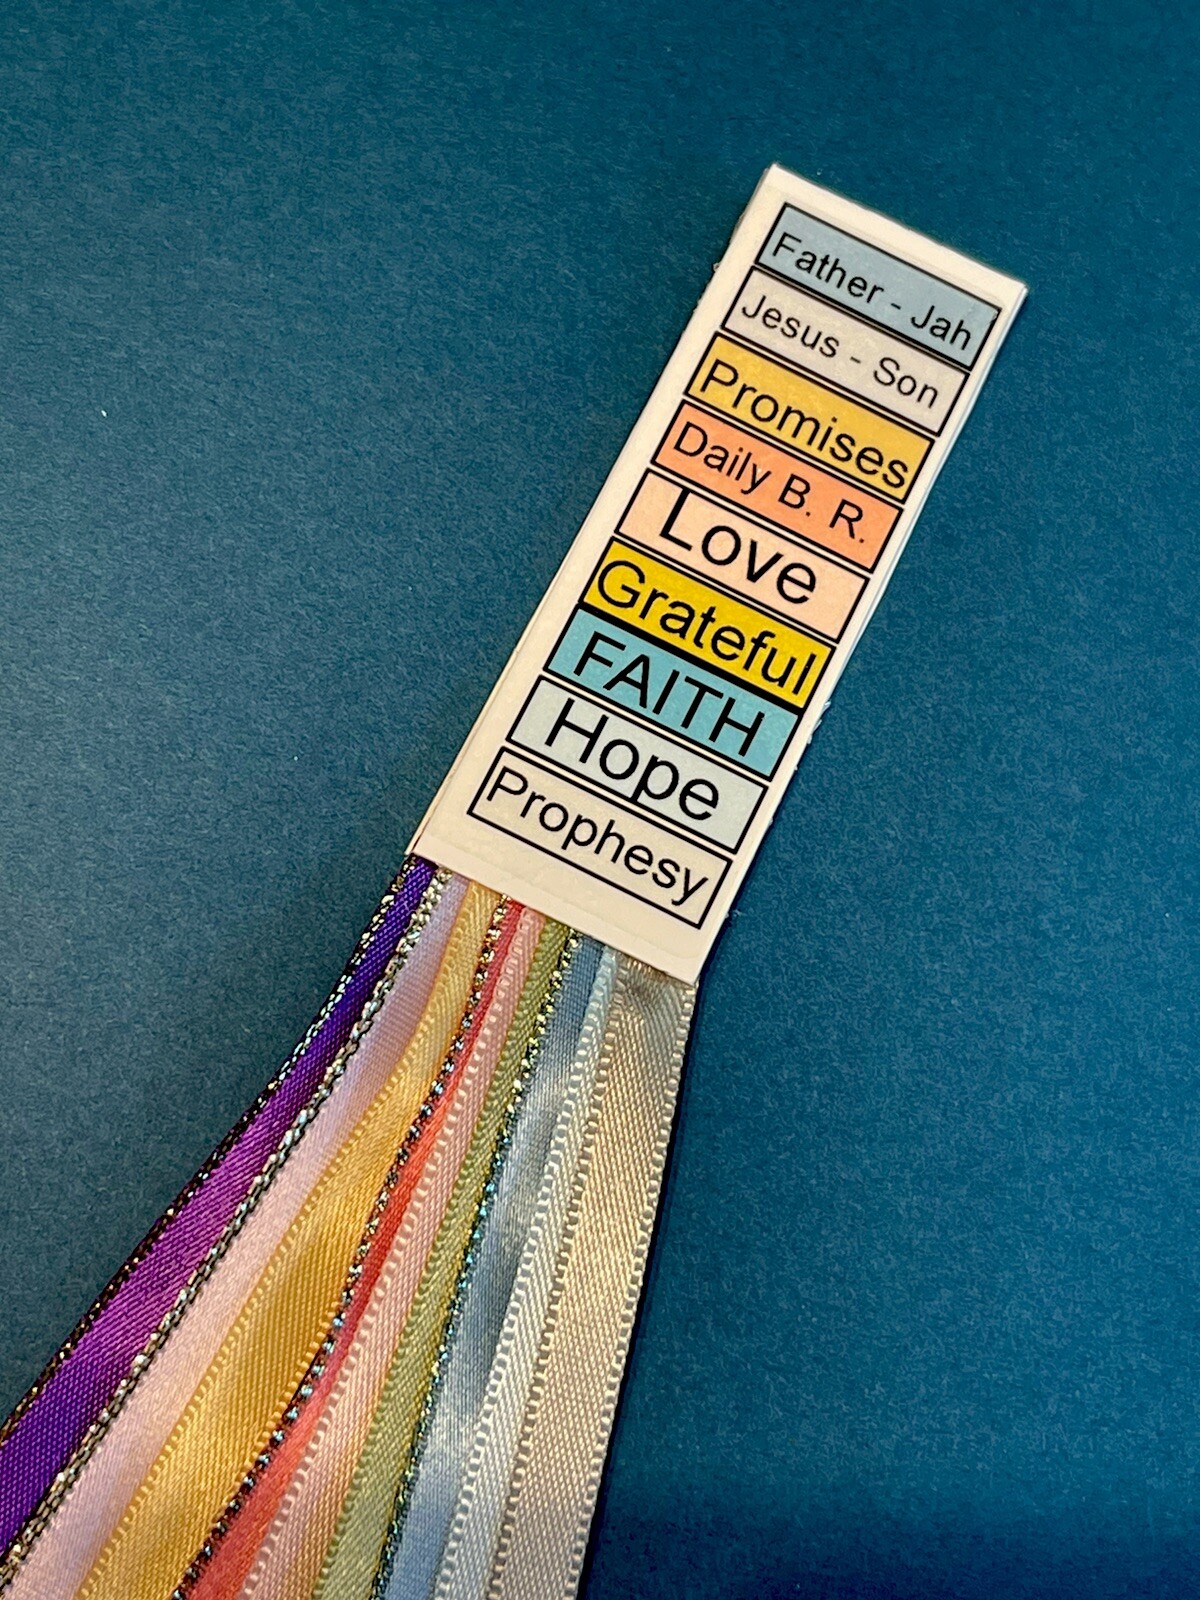 Father - Jah
Jesus - Son
Promises
Daily B. R.
Love
Grateful
FAITH
Hope
Prophesy